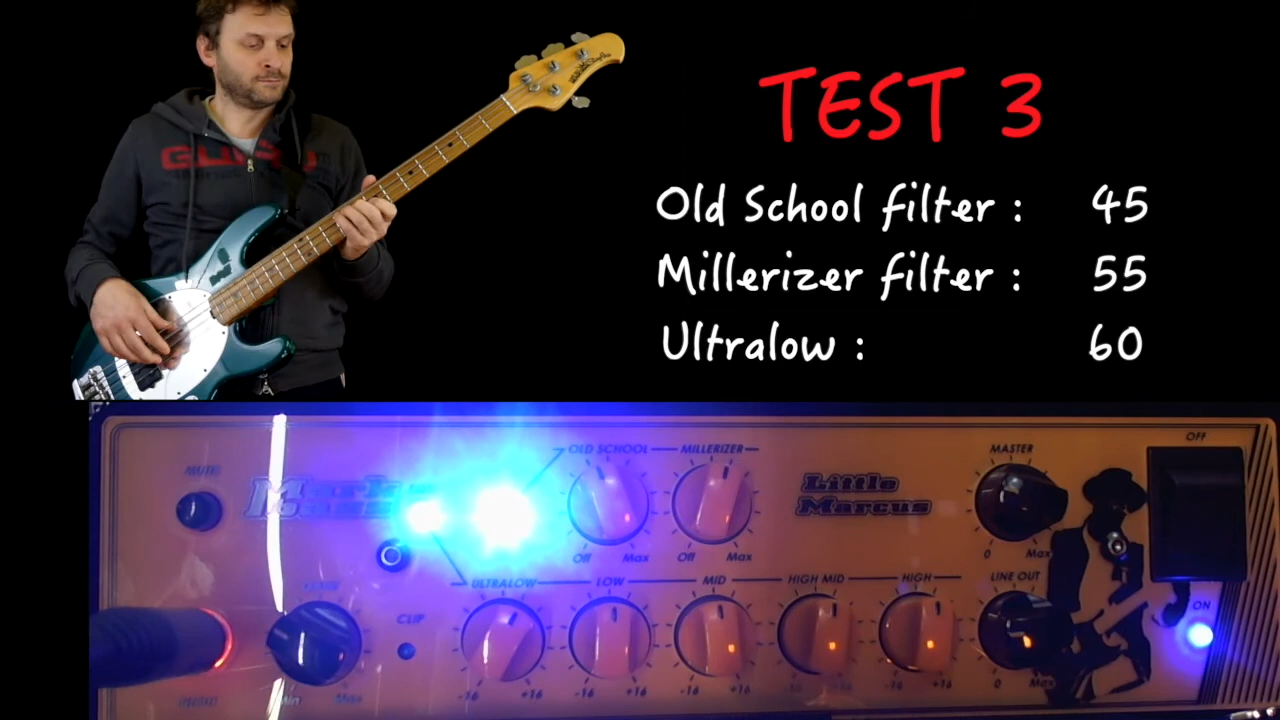 TEST 3
Old School filter : 45
Millerizer filter : 55
Ultralow : 60
OLD SCHOOL MILLERIZER MASTER OFF
MUTE
Little
Marcus
Off Max Off Max 0 Max
ULTRALOW LOW MID HIGH MID HIGH LINE OUT
ON
CLIP
-16 +16 -16 +16 -16 +16 -16 +16 -16 +16 0 Max
Max